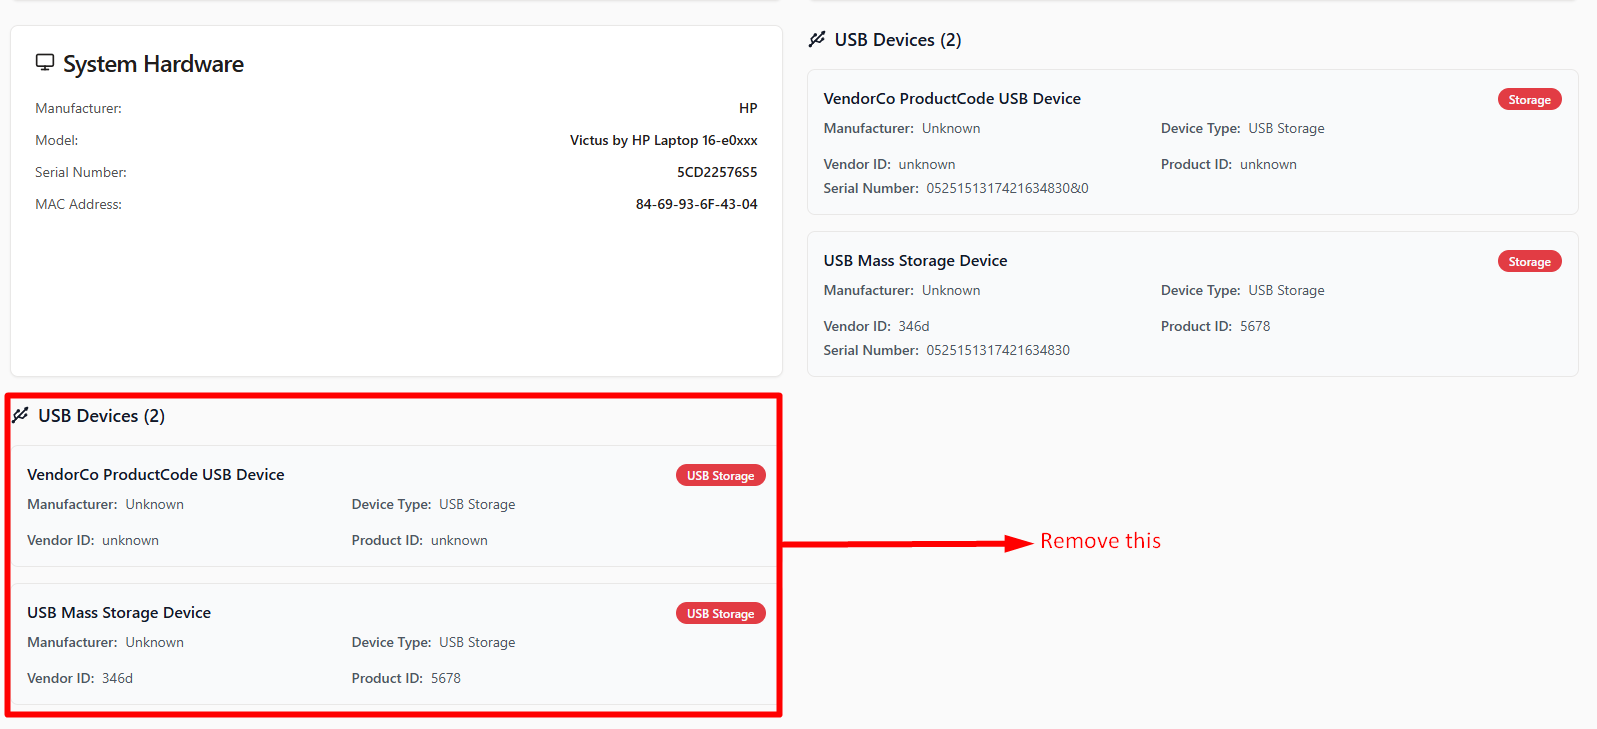 System Hardware
Manufacturer: HP
Model: Victus by HP Laptop 16-e0xxx
Serial Number: 5CD22576S5
MAC Address: 84-69-93-6F-43-04
USB Devices (2)
VendorCo ProductCode USB Device Storage
Manufacturer: Unknown Device Type: USB Storage
Vendor ID: unknown Product ID: unknown
Serial Number: 0525151317421634830&0
USB Mass Storage Device Storage
Manufacturer: Unknown Device Type: USB Storage
Vendor ID: 346d Product ID: 5678
Serial Number: 0525151317421634830
USB Devices (2)
VendorCo ProductCode USB Device USB Storage
Manufacturer: Unknown Device Type: USB Storage
Vendor ID: unknown Product ID: unknown
USB Mass Storage Device USB Storage
Manufacturer: Unknown Device Type: USB Storage
Vendor ID: 346d Product ID: 5678
Remove this